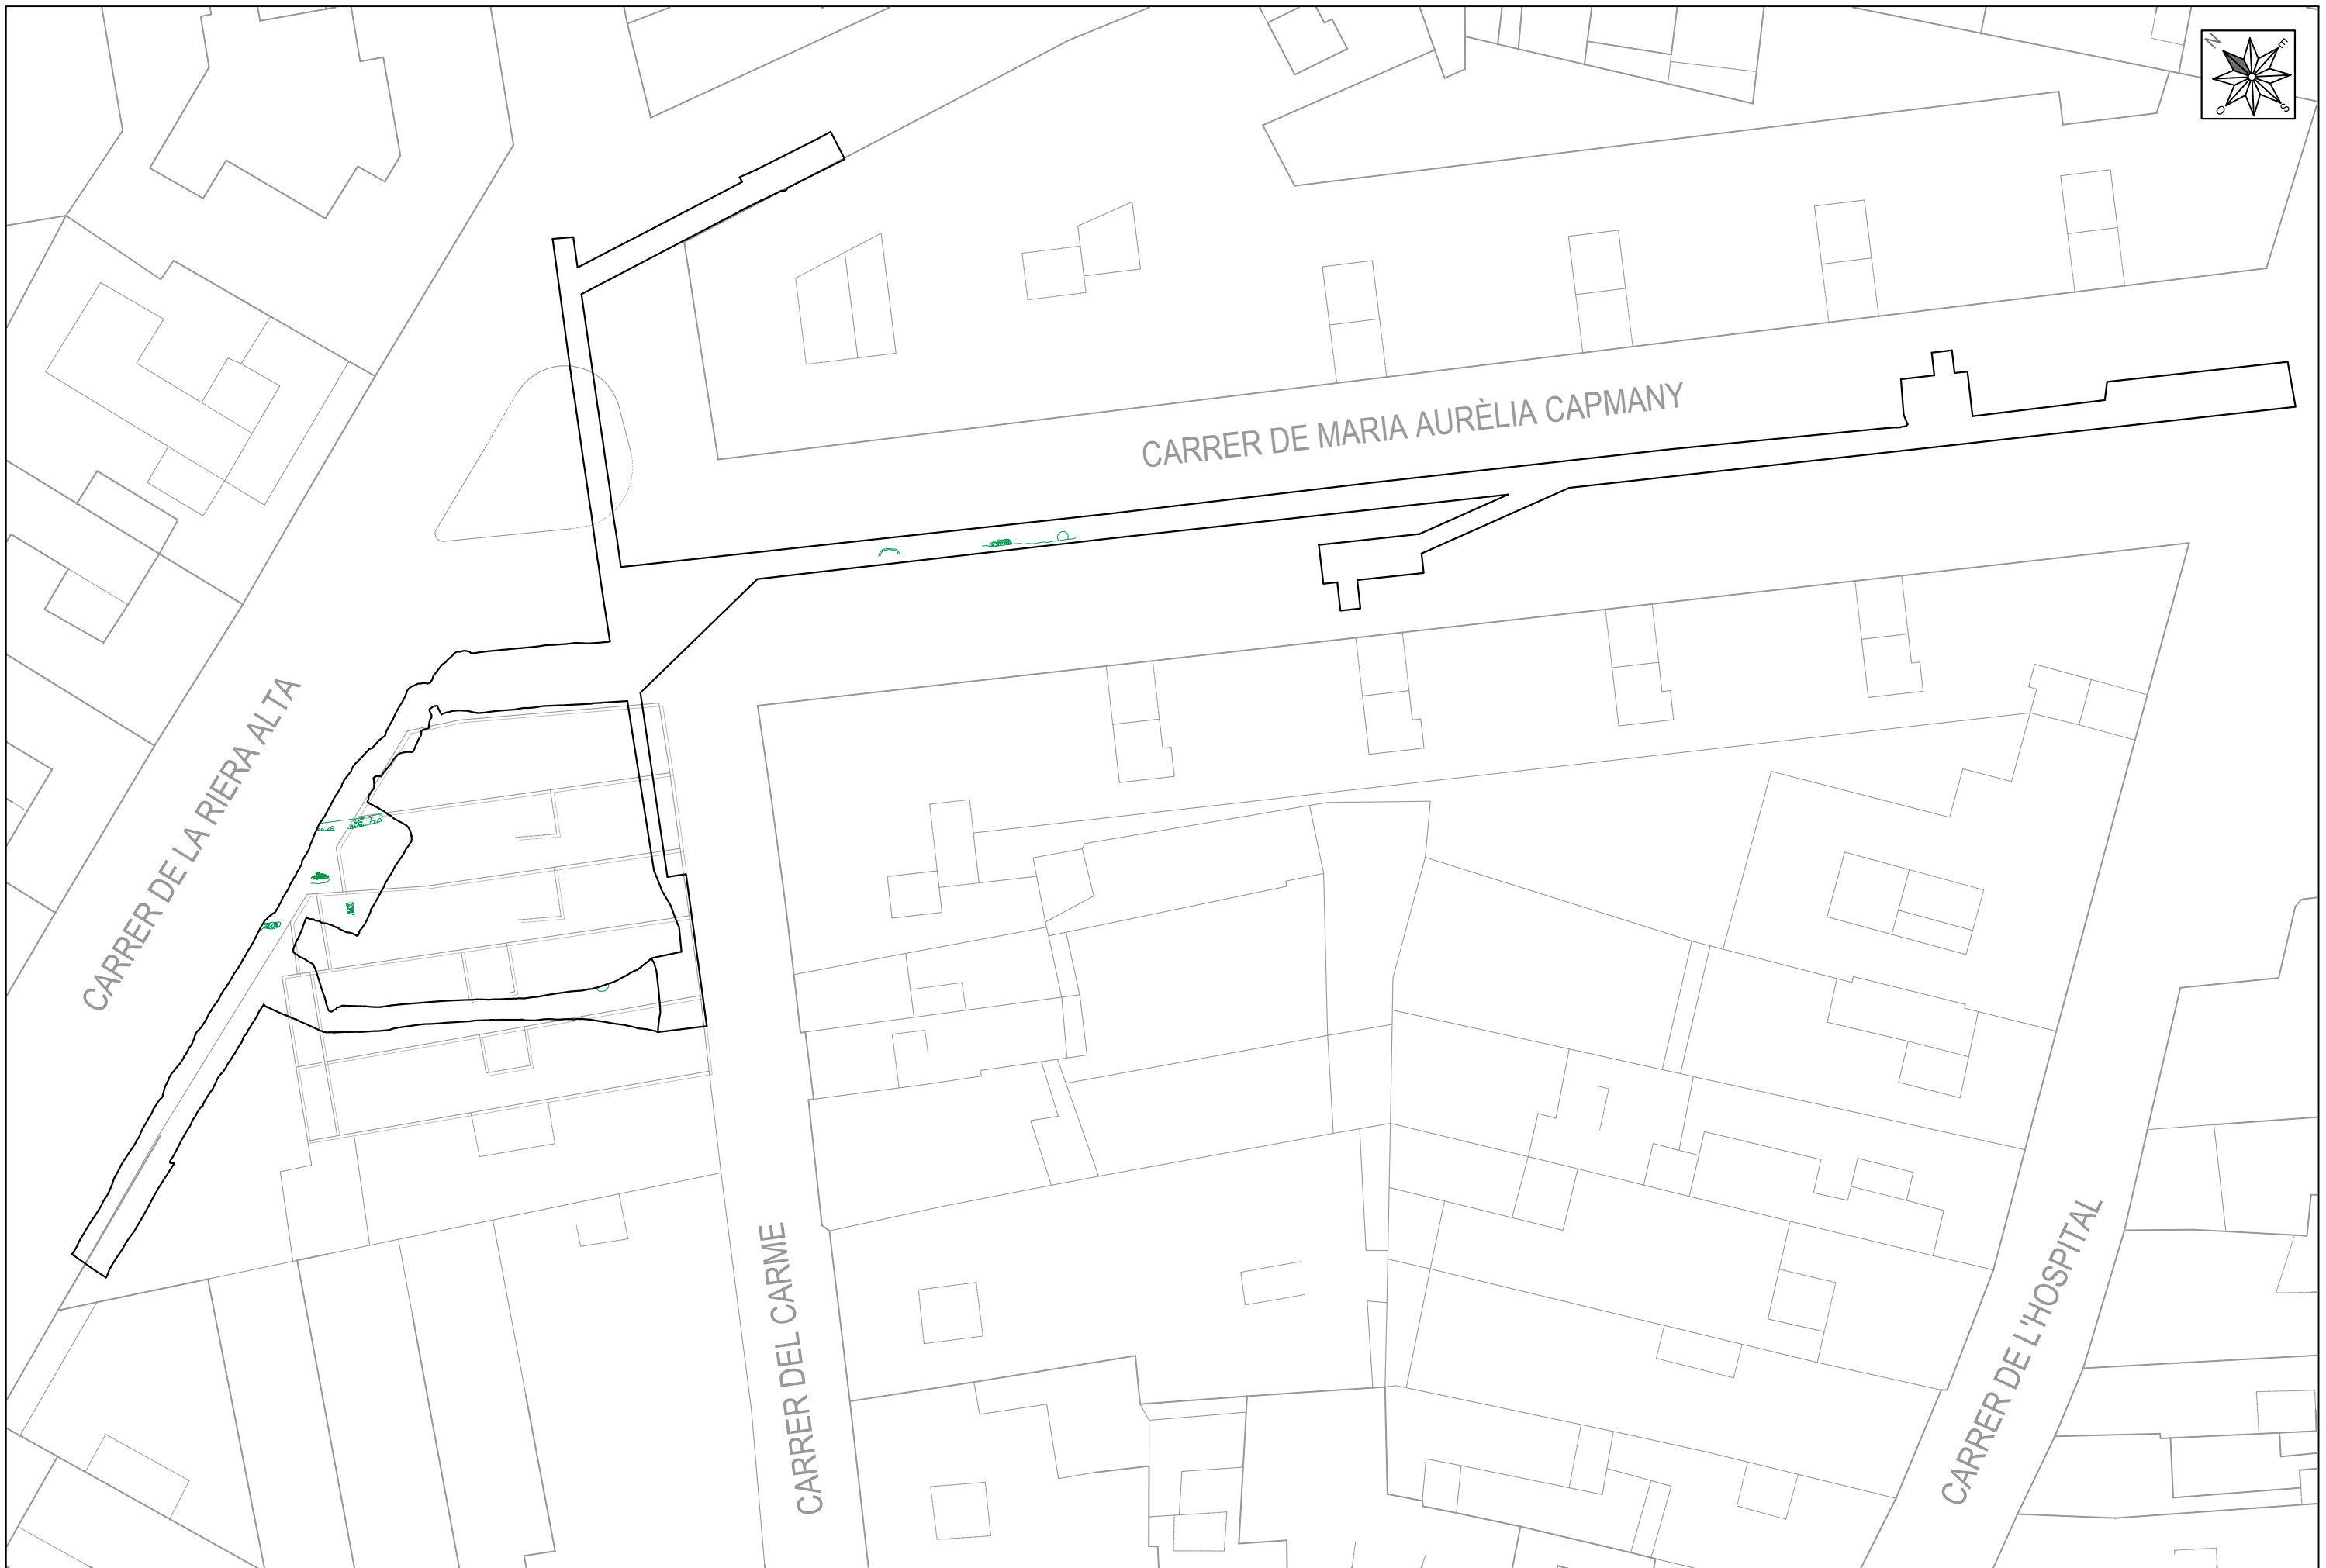 N
E
O
S
CARRER DE MARIA AURÈLIA CAPMANY
CARRER DE LA RIERA ALTA
CARRER DEL CARME
CARRER DE L'HOSPITAL